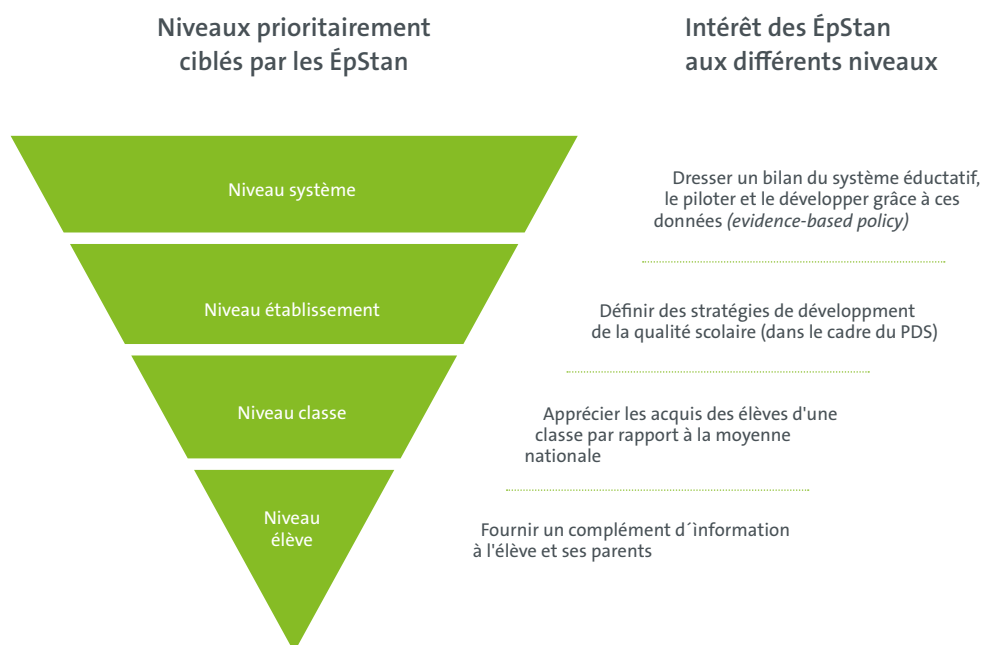 Niveaux prioritairement
ciblés par les ÉpStan
Intérêt des ÉpStan
aux différents niveaux
Niveau système
Dresser un bilan du système éductatif,
le piloter et le développer grâce à ces
données (evidence-based policy)
Niveau établissement
Définir des stratégies de développment
de la qualité scolaire (dans le cadre du PDS)
Niveau classe
Apprécier les acquis des élèves d'une
classe par rapport à la moyenne
nationale
Niveau
élève
Fournir un complément d´ìnformation
à l'élève et ses parents